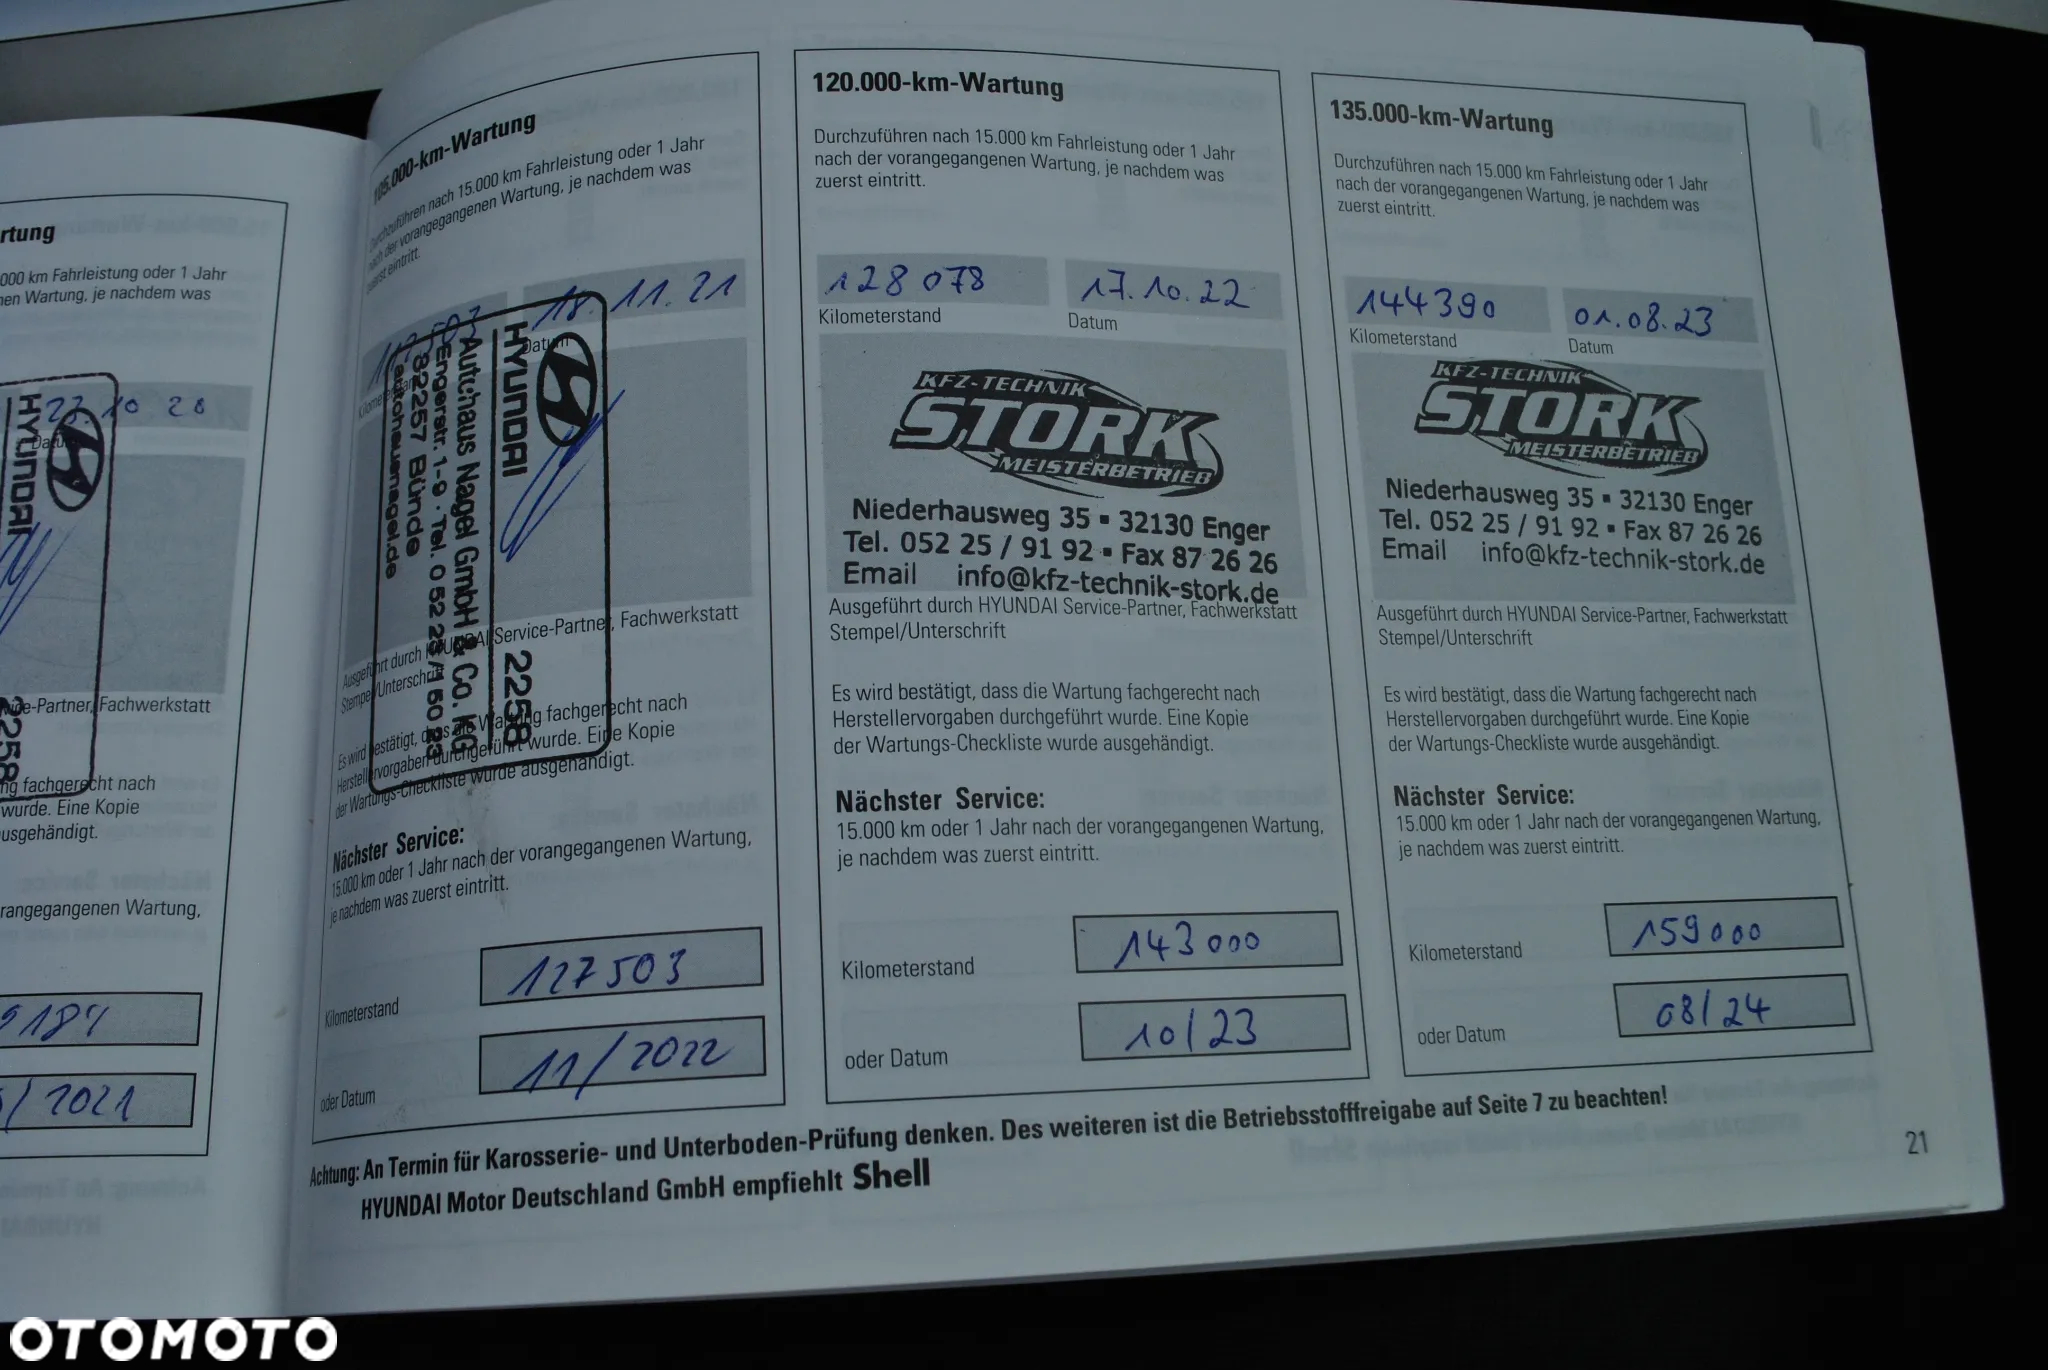 rtung
000 km Fahrleistung oder 1 Jahr
nen Wartung, je nachdem was
23.10 20
Datum
HYUNDAI
2258
vice-Partner, Fachwerkstatt
ng fachgerecht nach
wurde. Eine Kopie
usgehändigt.
rangegangenen Wartung,
9184
/2021
105.000-km-Wartung
Durchzuführen nach 15.000 km Fahrleistung oder 1 Jahr
nach der vorangegangenen Wartung, je nachdem was
zuerst eintritt.
18.11.21
Datum
HYUNDAI 2258
Autohaus Nagel GmbH & Co. KG
Engerstr. 1-9 · Tel. 0 52 23/
32257 Bünde
autohausnagel.de
Ausgeführt durch HYUNDAI Service-Partner, Fachwerkstatt
Stempel/Unterschrift
Es wird bestätigt, dass die Wartung fachgerecht nach
Herstellervorgaben durchgeführt wurde. Eine Kopie
der Wartungs-Checkliste wurde ausgehändigt.
Nächster Service:
15.000 km oder 1 Jahr nach der vorangegangenen Wartung,
je nachdem was zuerst eintritt.
Kilometerstand 127503
oder Datum 11/2022
120.000-km-Wartung
Durchzuführen nach 15.000 km Fahrleistung oder 1 Jahr
nach der vorangegangenen Wartung, je nachdem was
zuerst eintritt.
128 078 17.10.22
Kilometerstand Datum
KFZ-TECHNIK
STORK
MEISTERBETRIEB
Niederhausweg 35 ▪ 32130 Enger
Tel. 052 25 / 91 92 ▪ Fax 87 26 26
Email info@kfz-technik-stork.de
Ausgeführt durch HYUNDAI Service-Partner, Fachwerkstatt
Stempel/Unterschrift
Es wird bestätigt, dass die Wartung fachgerecht nach
Herstellervorgaben durchgeführt wurde. Eine Kopie
der Wartungs-Checkliste wurde ausgehändigt.
Nächster Service:
15.000 km oder 1 Jahr nach der vorangegangenen Wartung,
je nachdem was zuerst eintritt.
Kilometerstand 143 000
oder Datum 10/23
135.000-km-Wartung
Durchzuführen nach 15.000 km Fahrleistung oder 1 Jahr
nach der vorangegangenen Wartung, je nachdem was
zuerst eintritt.
144390 01.08.23
Kilometerstand Datum
KFZ-TECHNIK
STORK
MEISTERBETRIEB
Niederhausweg 35 ▪ 32130 Enger
Tel. 052 25 / 91 92 ▪ Fax 87 26 26
Email info@kfz-technik-stork.de
Ausgeführt durch HYUNDAI Service-Partner, Fachwerkstatt
Stempel/Unterschrift
Es wird bestätigt, dass die Wartung fachgerecht nach
Herstellervorgaben durchgeführt wurde. Eine Kopie
der Wartungs-Checkliste wurde ausgehändigt.
Nächster Service:
15.000 km oder 1 Jahr nach der vorangegangenen Wartung,
je nachdem was zuerst eintritt.
Kilometerstand 159000
oder Datum 08/24
Achtung: An Termin für Karosserie- und Unterboden-Prüfung denken. Des weiteren ist die Betriebsstofffreigabe auf Seite 7 zu beachten!
HYUNDAI Motor Deutschland GmbH empfiehlt Shell
21
OTOMOTO